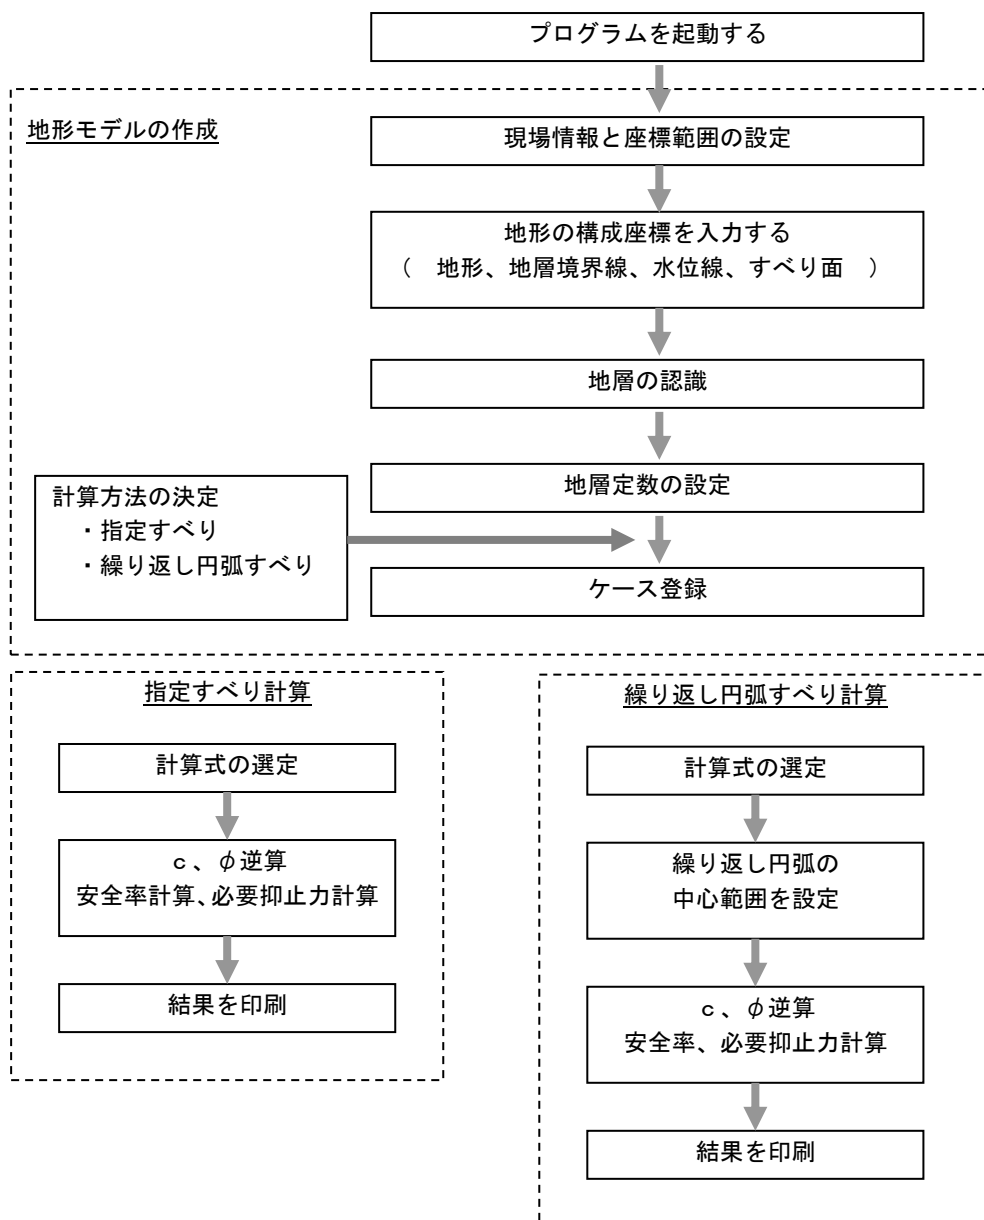 プログラムを起動する
地形モデルの作成
現場情報と座標範囲の設定
地形の構成座標を入力する
（　地形、地層境界線、水位線、すべり面　）
地層の認識
地層定数の設定
計算方法の決定
・指定すべり
・繰り返し円弧すべり
ケース登録
指定すべり計算
計算式の選定
ｃ、φ逆算
安全率計算、必要抑止力計算
結果を印刷
繰り返し円弧すべり計算
計算式の選定
繰り返し円弧の
中心範囲を設定
ｃ、φ逆算
安全率、必要抑止力計算
結果を印刷